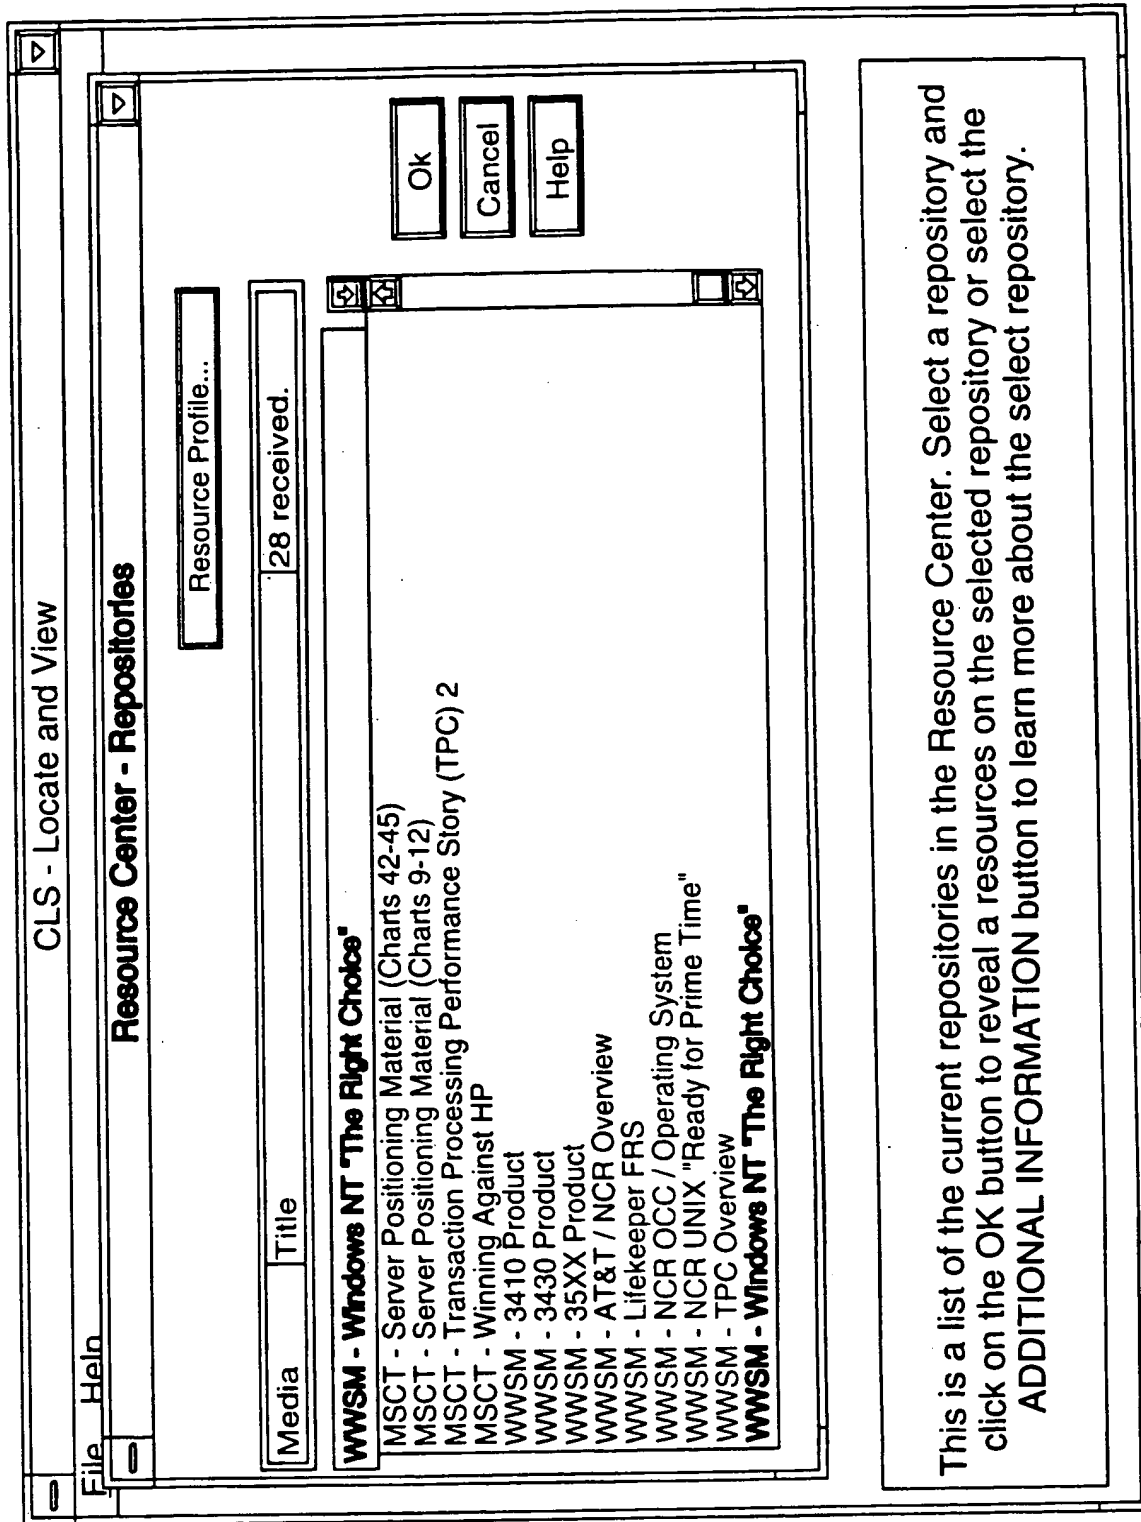 CLS - Locate and View
File Help
Resource Center - Repositories
Resource Profile...
Media Title 28 received.
WWSM - Windows NT "The Right Choice"
MSCT - Server Positioning Material (Charts 42-45)
MSCT - Server Positioning Material (Charts 9-12)
MSCT - Transaction Processing Performance Story (TPC) 2
MSCT - Winning Against HP
WWSM - 3410 Product
WWSM - 3430 Product
WWSM - 35XX Product
WWSM - AT&T / NCR Overview
WWSM - Lifekeeper FRS
WWSM - NCR OCC / Operating System
WWSM - NCR UNIX "Ready for Prime Time"
WWSM - TPC Overview
WWSM - Windows NT "The Right Choice"
Ok
Cancel
Help
This is a list of the current repositories in the Resource Center. Select a repository and
click on the OK button to reveal a resources on the selected repository or select the
ADDITIONAL INFORMATION button to learn more about the select repository.